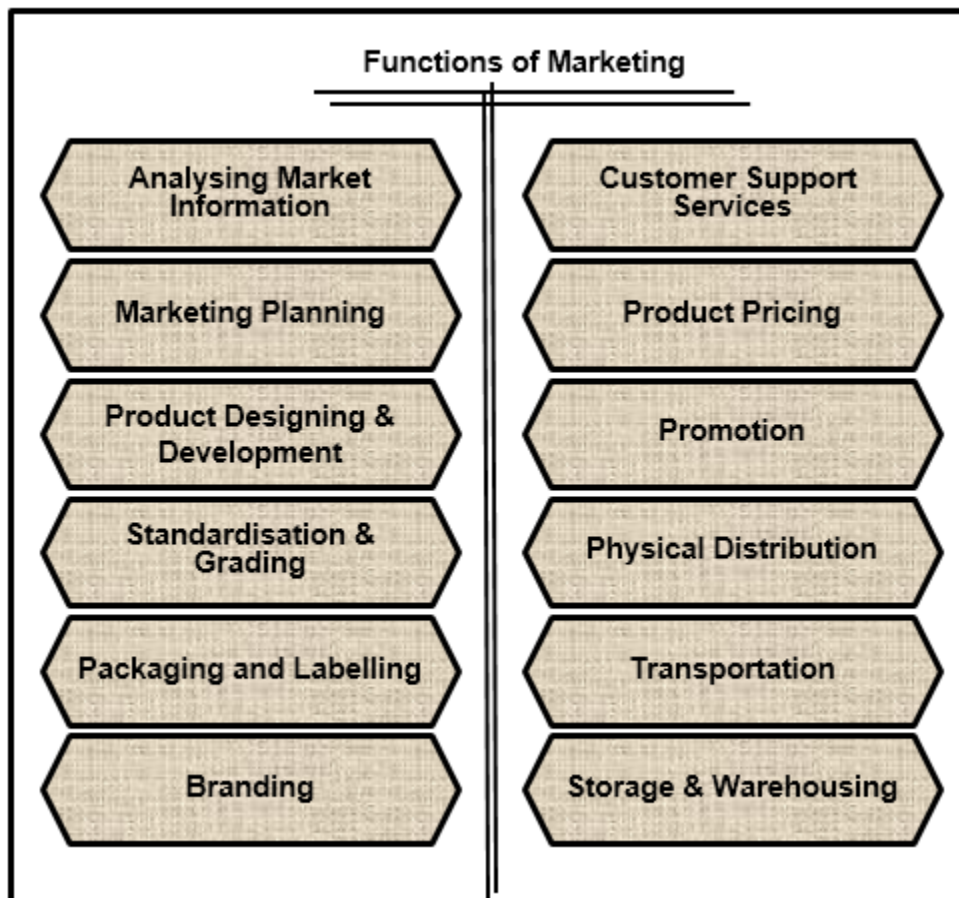 Functions of Marketing
Analysing Market
Information
Marketing Planning
Product Designing &
Development
Standardisation &
Grading
Packaging and Labelling
Branding
Customer Support
Services
Product Pricing
Promotion
Physical Distribution
Transportation
Storage & Warehousing